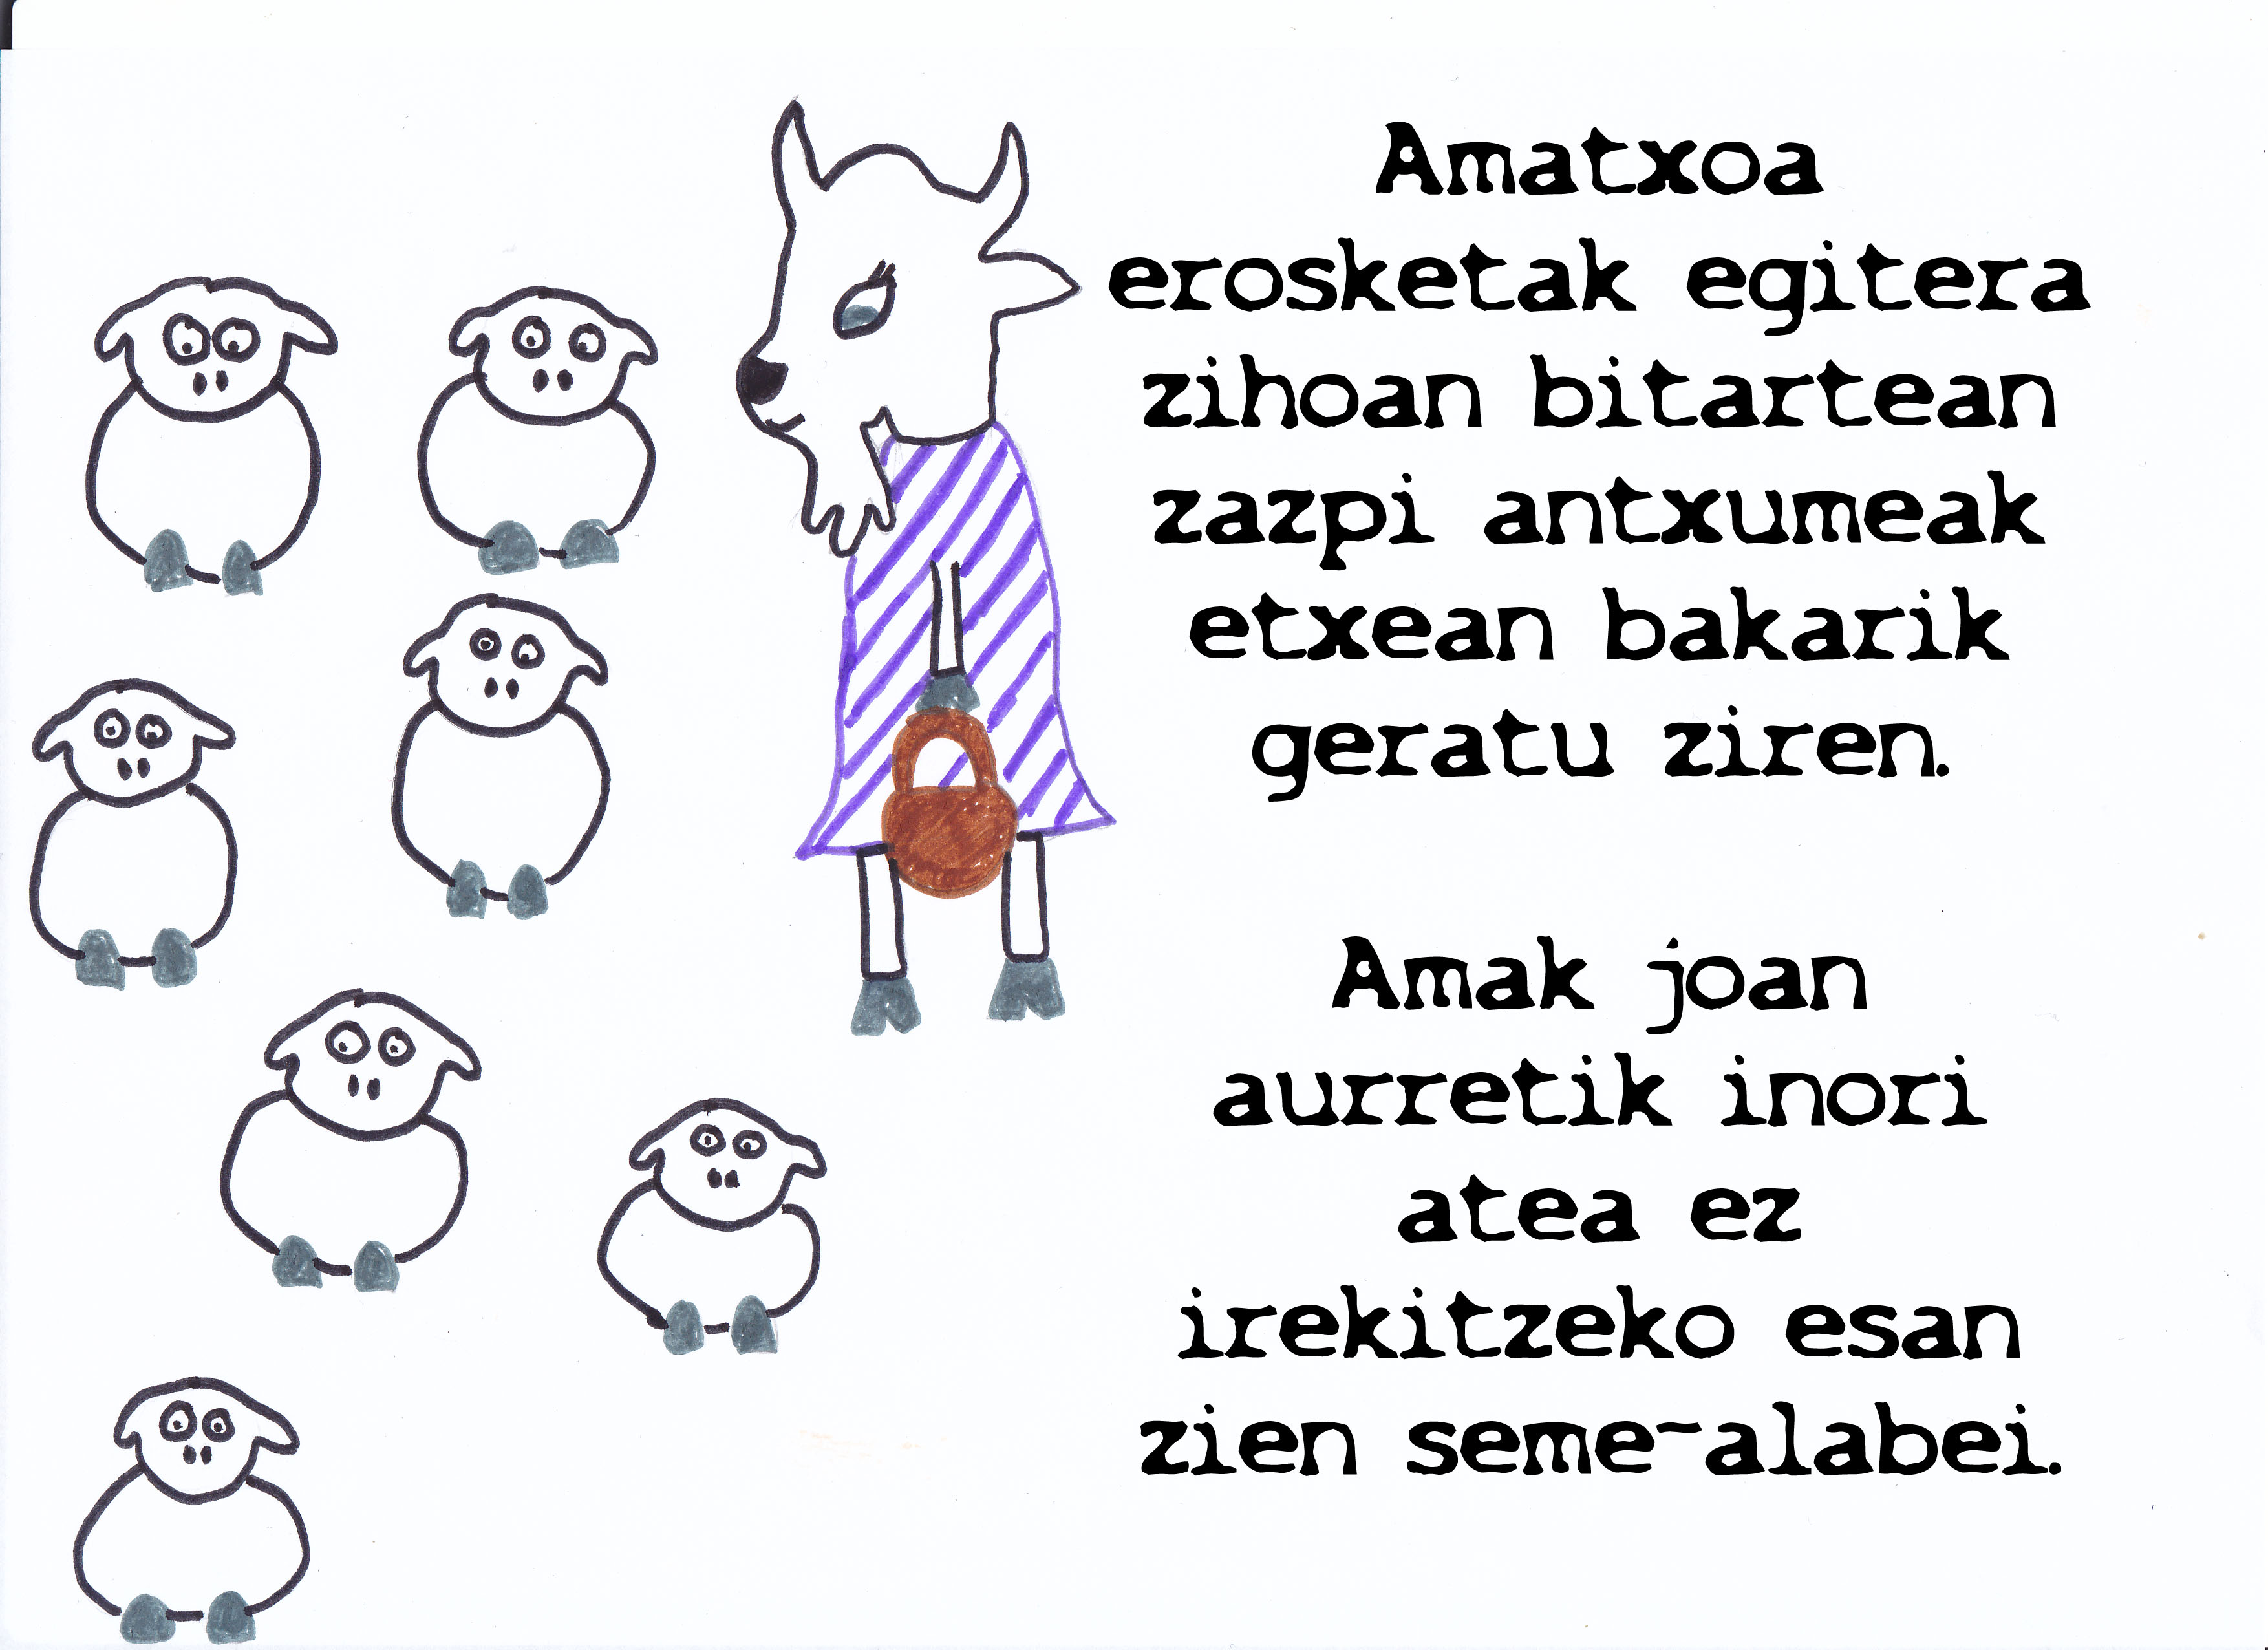 Amatxoa
erosketak egitera
zihoan bitartean
zazpi antxumeak
etxean bakarik
geratu ziren.
Amak joan
aurretik inori
atea ez
irekitzeko esan
zien seme-alabei.